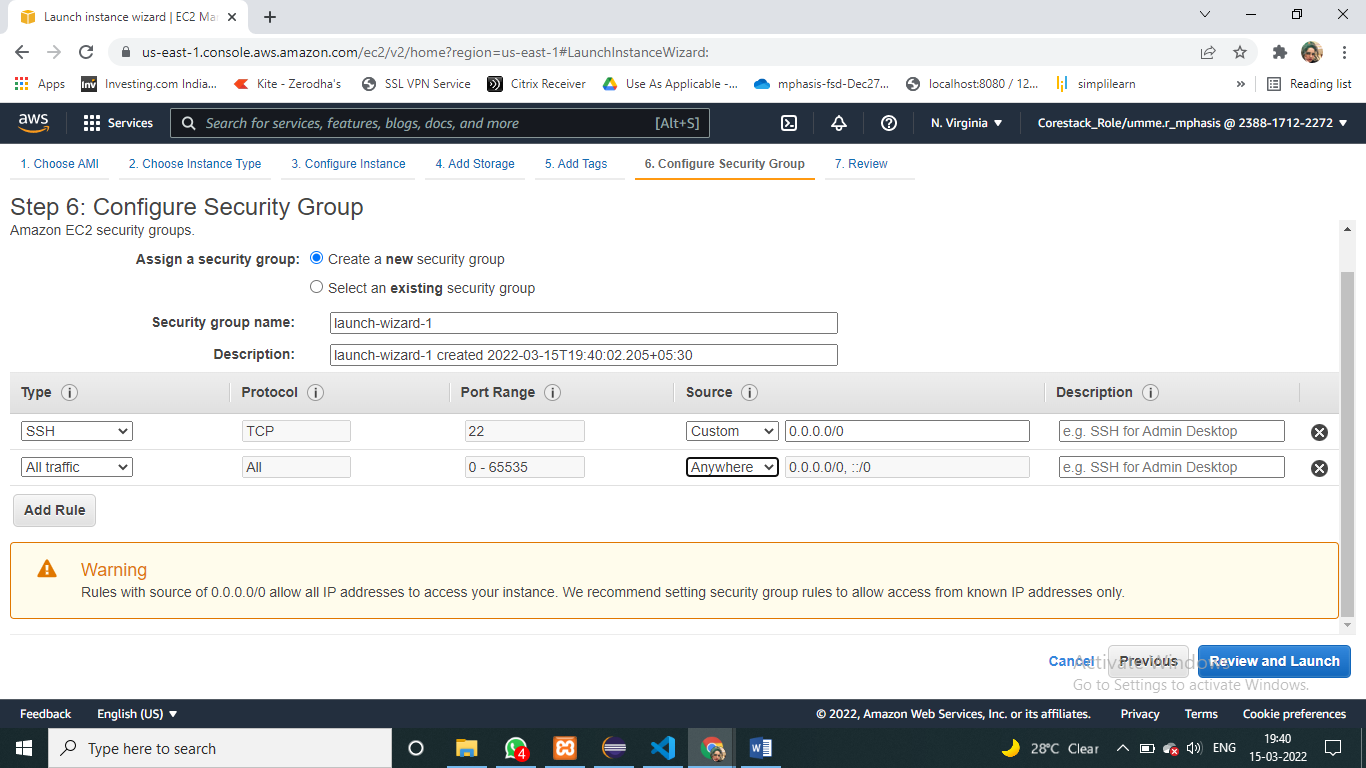 Launch instance wizard | EC2 Ma
us-east-1.console.aws.amazon.com/ec2/v2/home?region=us-east-1#LaunchInstanceWizard:
Apps Investing.com India... Kite - Zerodha's SSL VPN Service Citrix Receiver Use As Applicable -... mphasis-fsd-Dec27... localhost:8080 / 12... simplilearn » Reading list
aws Services Search for services, features, blogs, docs, and more [Alt+S] N. Virginia Corestack_Role/umme.r_mphasis @ 2388-1712-2272
1. Choose AMI 2. Choose Instance Type 3. Configure Instance 4. Add Storage 5. Add Tags 6. Configure Security Group 7. Review
Step 6: Configure Security Group
Amazon EC2 security groups.
Assign a security group: Create a new security group
Select an existing security group
Security group name: launch-wizard-1
Description: launch-wizard-1 created 2022-03-15T19:40:02.205+05:30
Type i Protocol i Port Range i Source i Description i
SSH TCP 22 Custom 0.0.0.0/0 e.g. SSH for Admin Desktop
All traffic All 0 - 65535 Anywhere 0.0.0.0/0, ::/0 e.g. SSH for Admin Desktop
Add Rule
Warning
Rules with source of 0.0.0.0/0 allow all IP addresses to access your instance. We recommend setting security group rules to allow access from known IP addresses only.
Cancel Previous Review and Launch
Activate Windows
Go to Settings to activate Windows.
Feedback English (US) © 2022, Amazon Web Services, Inc. or its affiliates. Privacy Terms Cookie preferences
Type here to search 4 28°C Clear ENG 19:40
15-03-2022